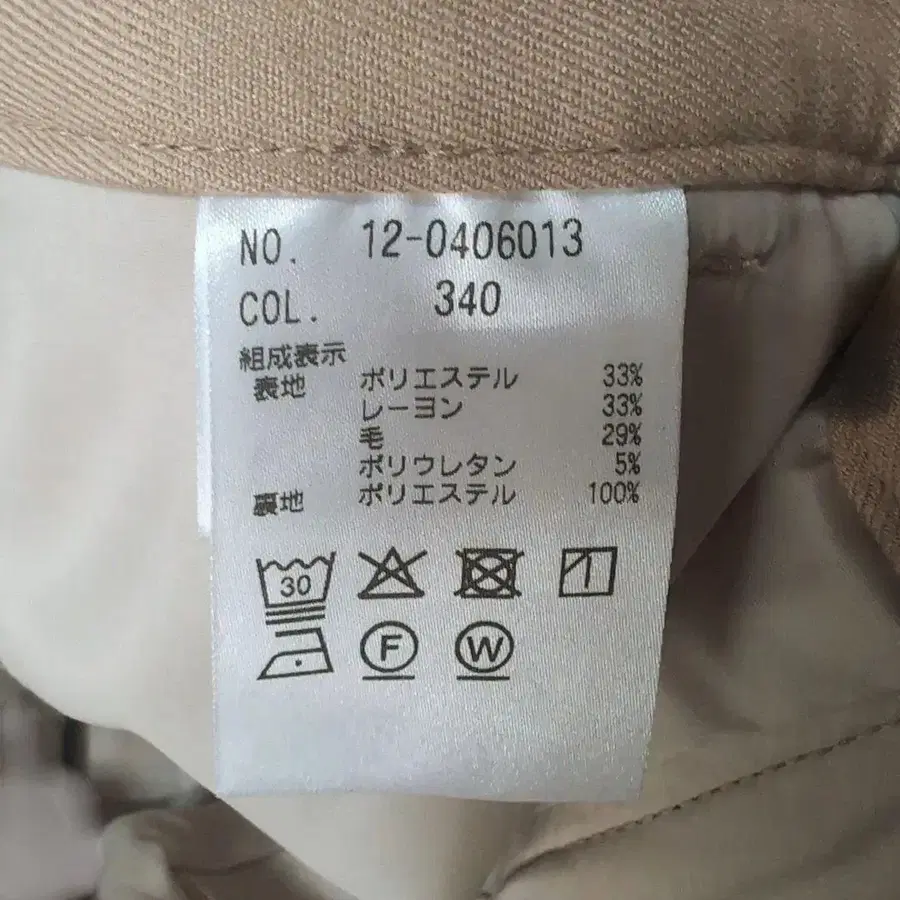 NO. 12-0406013
COL. 340
組成表示
表地 ポリエステル 33%
レーヨン 33%
毛 29%
ポリウレタン 5%
裏地 ポリエステル 100%
30
F W